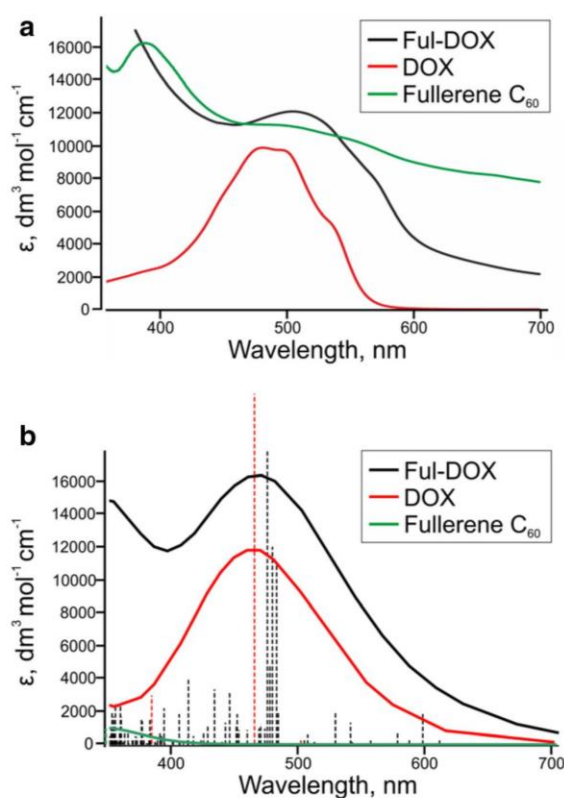 a
Ful-DOX
DOX
Fullerene C₆₀
16000
14000
12000
10000
8000
6000
4000
2000
0
ε, dm³ mol⁻¹ cm⁻¹
400
500
600
700
Wavelength, nm
b
Ful-DOX
DOX
Fullerene C₆₀
16000
14000
12000
10000
8000
6000
4000
2000
0
ε, dm³ mol⁻¹ cm⁻¹
400
500
600
700
Wavelength, nm